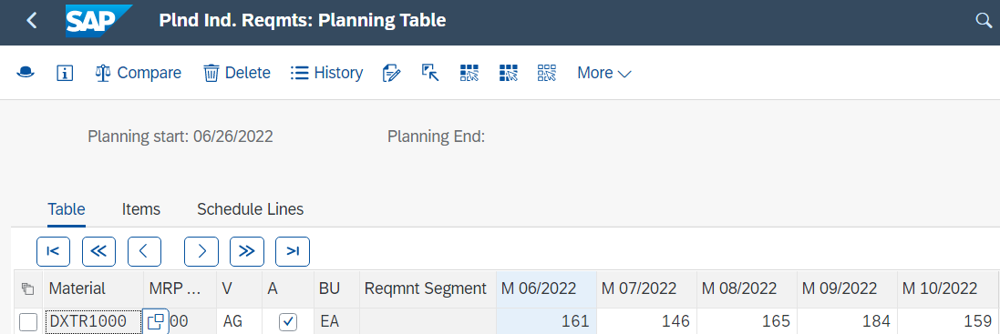 SAP Plnd Ind. Reqmts: Planning Table
Compare Delete History More
Planning start: 06/26/2022 Planning End:
Table Items Schedule Lines
Material MRP ... V A BU Reqmnt Segment M 06/2022 M 07/2022 M 08/2022 M 09/2022 M 10/2022
DXTR1000 00 AG EA 161 146 165 184 159